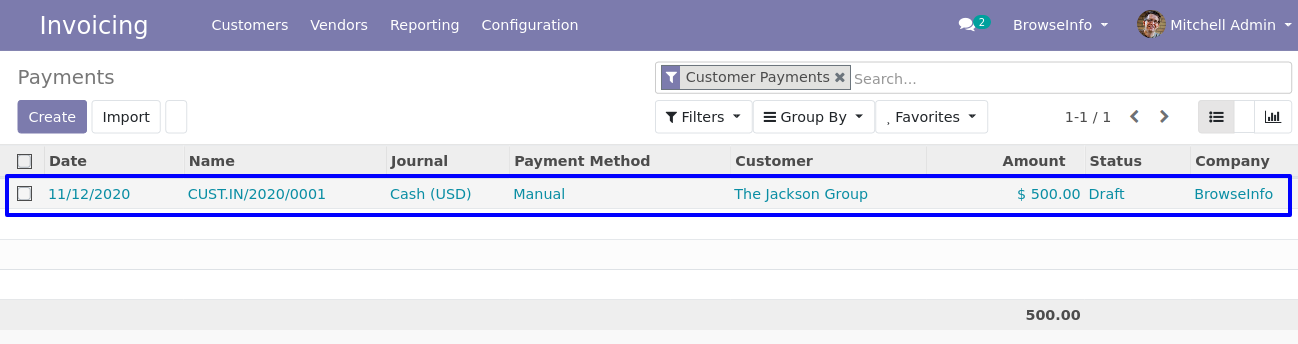 Invoicing Customers Vendors Reporting Configuration 2 BrowseInfo Mitchell Admin
Payments Customer Payments Search...
Create Import Filters Group By Favorites 1-1 / 1
Date Name Journal Payment Method Customer Amount Status Company
11/12/2020 CUST.IN/2020/0001 Cash (USD) Manual The Jackson Group $ 500.00 Draft BrowseInfo
500.00